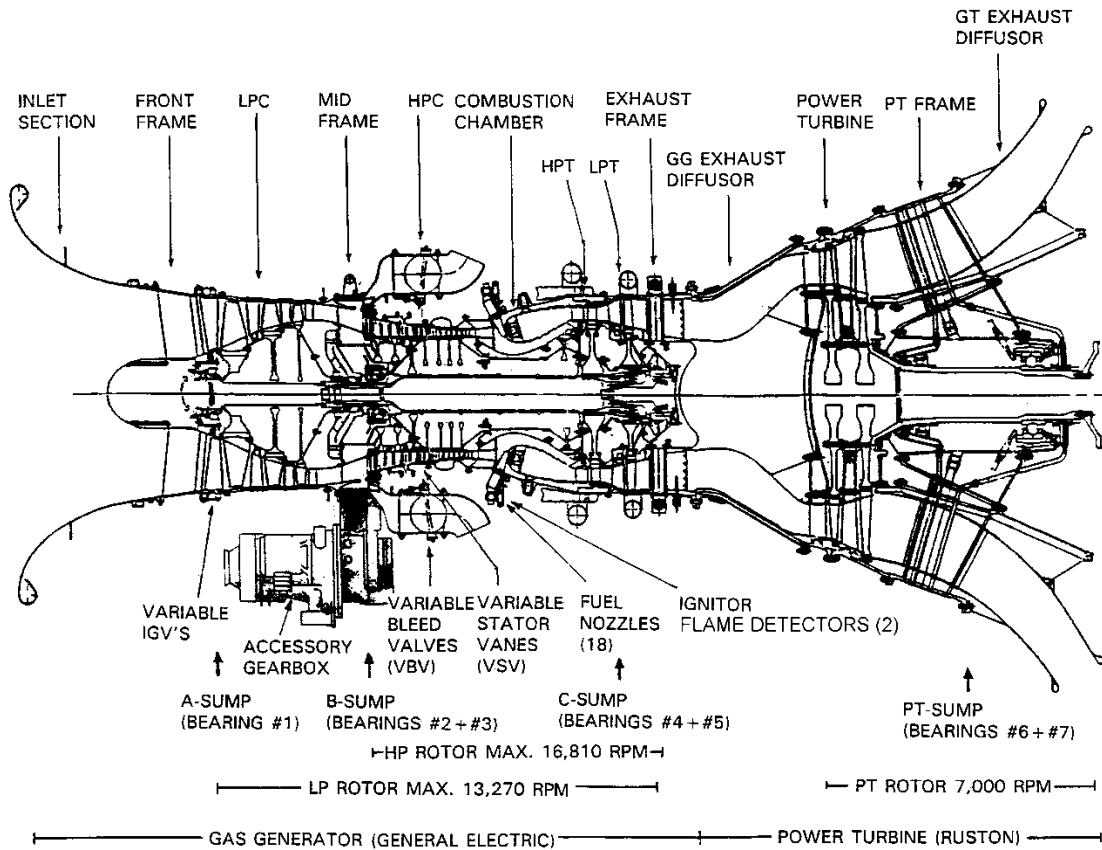 GT EXHAUST
DIFFUSOR
INLET
SECTION
FRONT
FRAME
LPC
MID
FRAME
HPC
COMBUSTION
CHAMBER
EXHAUST
FRAME
POWER
TURBINE
PT FRAME
HPT
LPT
GG EXHAUST
DIFFUSOR
VARIABLE
IGV'S
ACCESSORY
GEARBOX
VARIABLE
BLEED
VALVES
(VBV)
VARIABLE
STATOR
VANES
(VSV)
FUEL
NOZZLES
(18)
IGNITOR
FLAME DETECTORS (2)
A-SUMP
(BEARING #1)
B-SUMP
(BEARINGS #2+#3)
C-SUMP
(BEARINGS #4+#5)
PT-SUMP
(BEARINGS #6+#7)
HP ROTOR MAX. 16,810 RPM
LP ROTOR MAX. 13,270 RPM
PT ROTOR 7,000 RPM
GAS GENERATOR (GENERAL ELECTRIC)
POWER TURBINE (RUSTON)